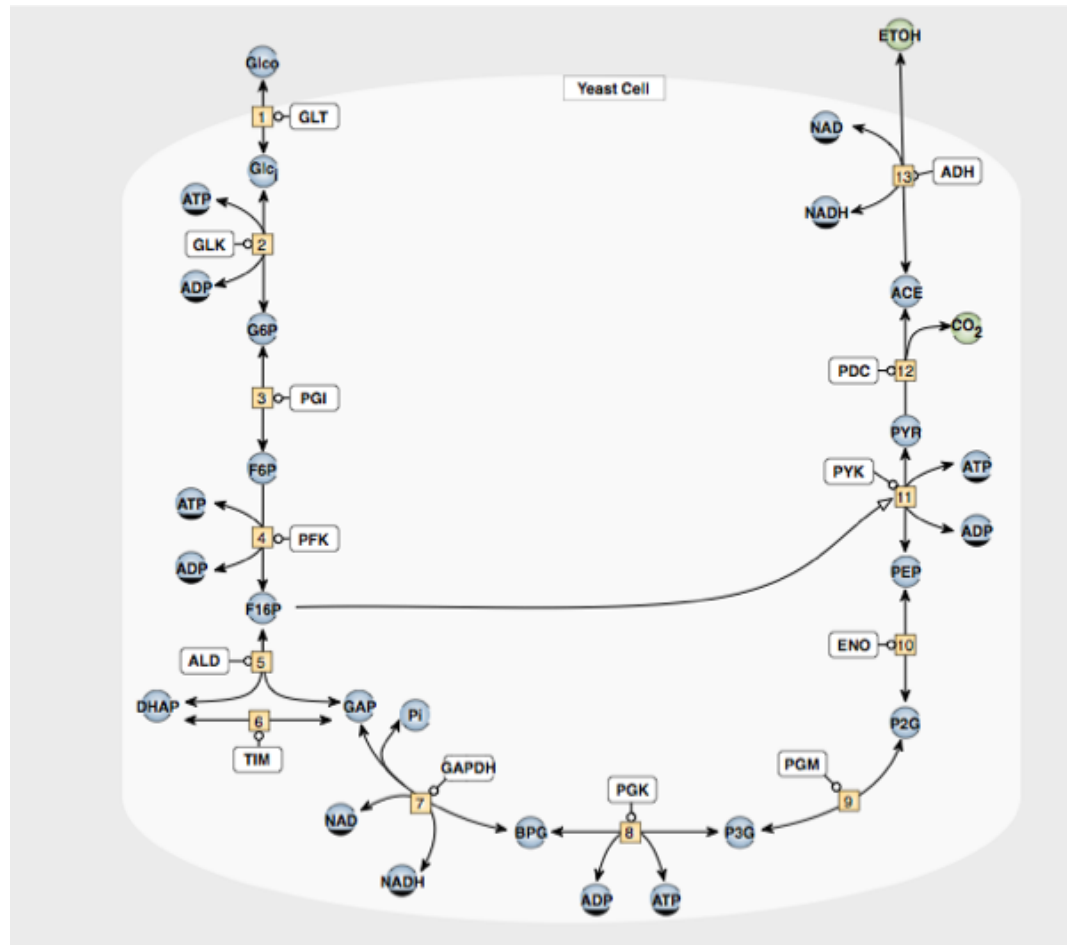 ETOH
Glco
Yeast Cell
1
GLT
NAD
Glci
13
ADH
ATP
NADH
GLK
2
ADP
ACE
G6P
CO2
PDC
12
3
PGI
PYR
F6P
PYK
ATP
ATP
11
4
PFK
ADP
ADP
PEP
F16P
ENO
10
ALD
5
DHAP
GAP
Pi
6
P2G
TIM
GAPDH
PGM
7
PGK
9
NAD
BPG
8
P3G
NADH
ADP
ATP